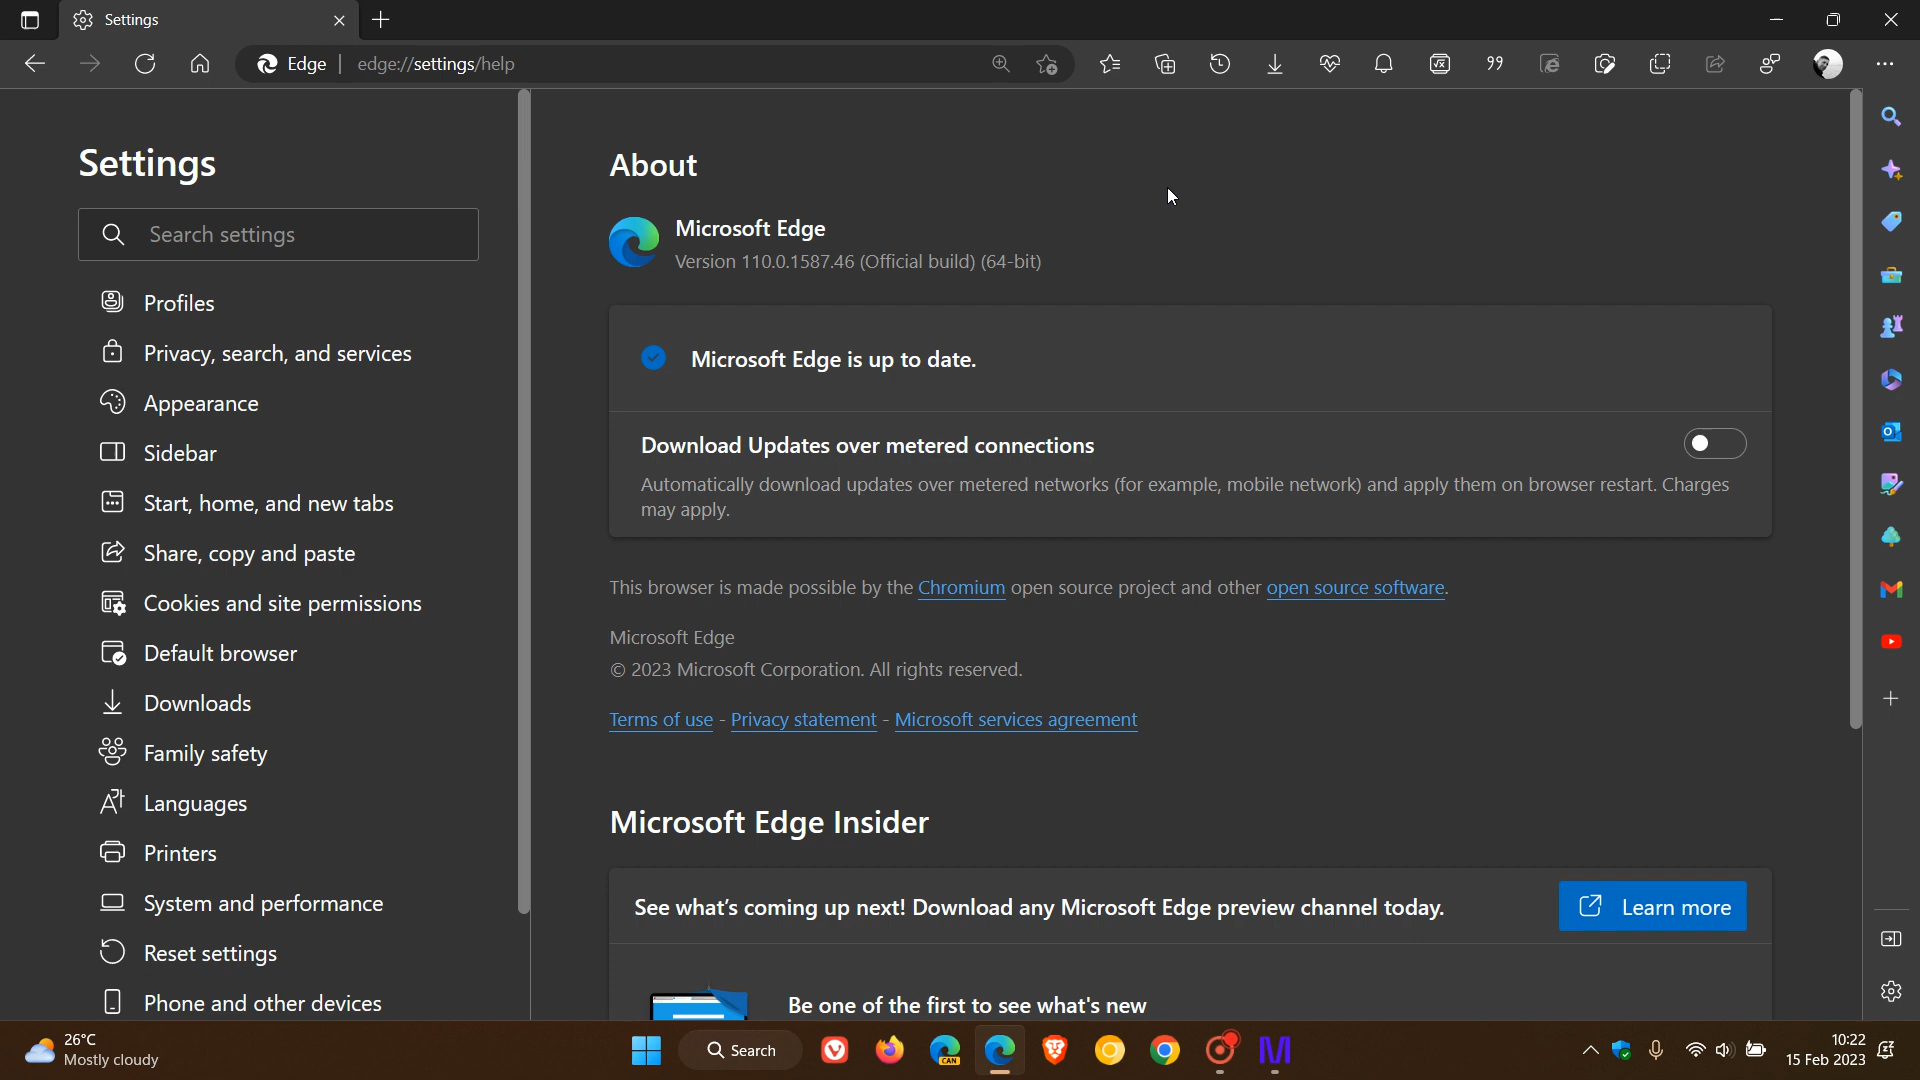 Settings
Edge
edge://settings/help
Settings
Search settings
Profiles
Privacy, search, and services
Appearance
Sidebar
Start, home, and new tabs
Share, copy and paste
Cookies and site permissions
Default browser
Downloads
Family safety
Languages
Printers
System and performance
Reset settings
Phone and other devices
About
Microsoft Edge
Version 110.0.1587.46 (Official build) (64-bit)
Microsoft Edge is up to date.
Download Updates over metered connections
Automatically download updates over metered networks (for example, mobile network) and apply them on browser restart. Charges
may apply.
This browser is made possible by the Chromium open source project and other open source software.
Microsoft Edge
© 2023 Microsoft Corporation. All rights reserved.
Terms of use - Privacy statement - Microsoft services agreement
Microsoft Edge Insider
See what's coming up next! Download any Microsoft Edge preview channel today.
Learn more
Be one of the first to see what's new
26°C
Mostly cloudy
Search
CAN
10:22
15 Feb 2023